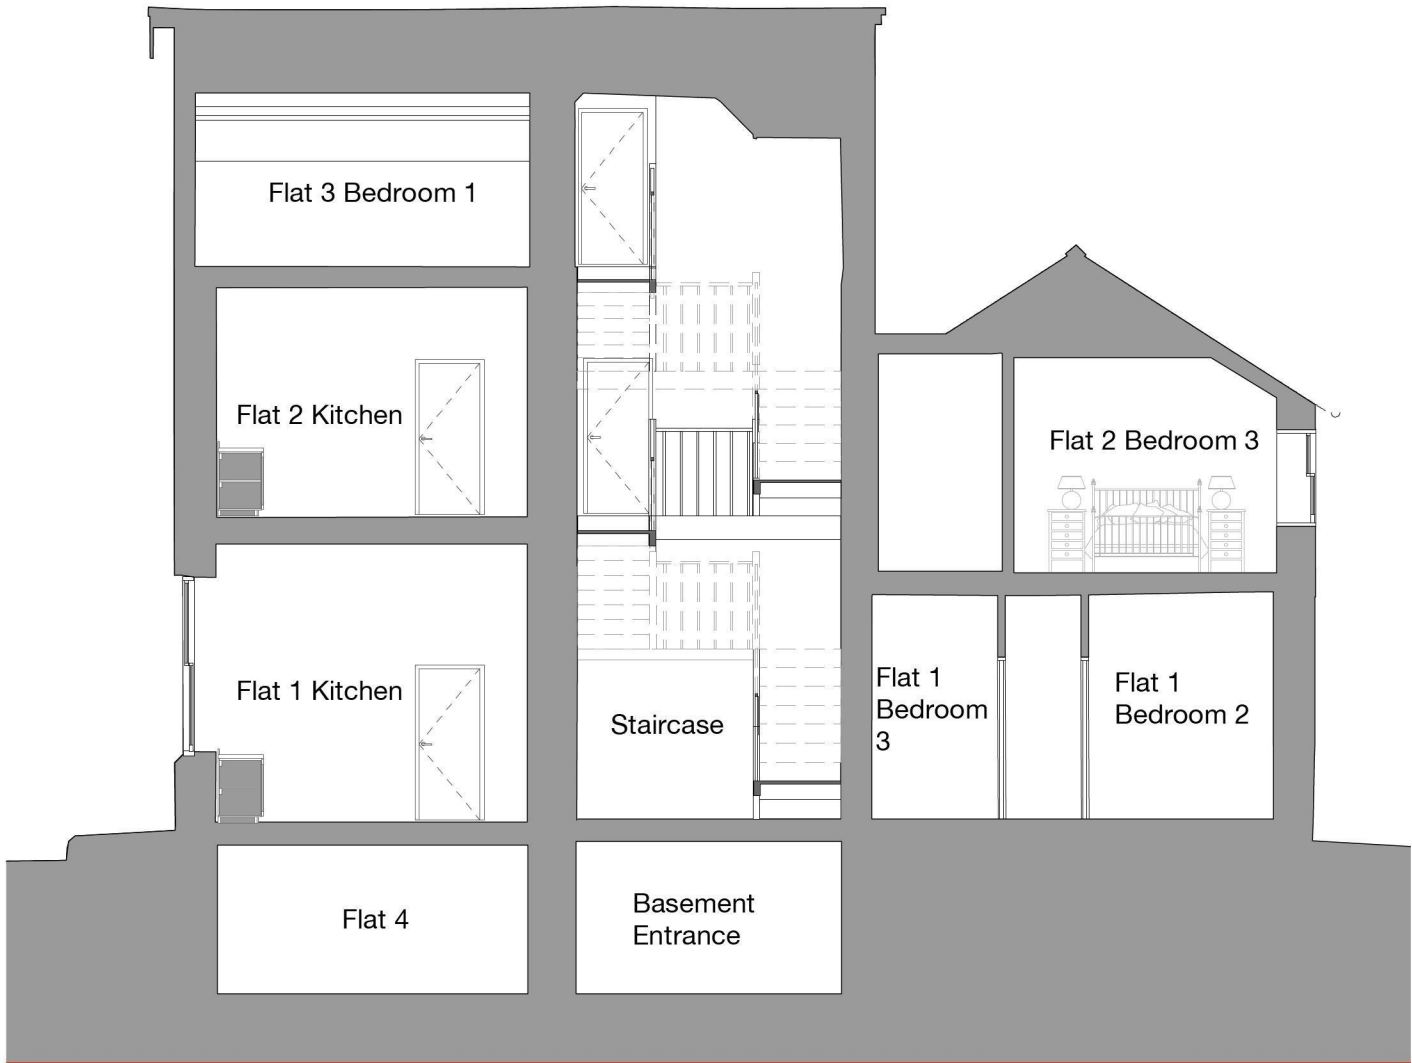 Flat 3 Bedroom 1
Flat 2 Kitchen
Flat 2 Bedroom 3
Flat 1 Kitchen
Staircase
Flat 1
Bedroom
3
Flat 1
Bedroom 2
Flat 4
Basement
Entrance